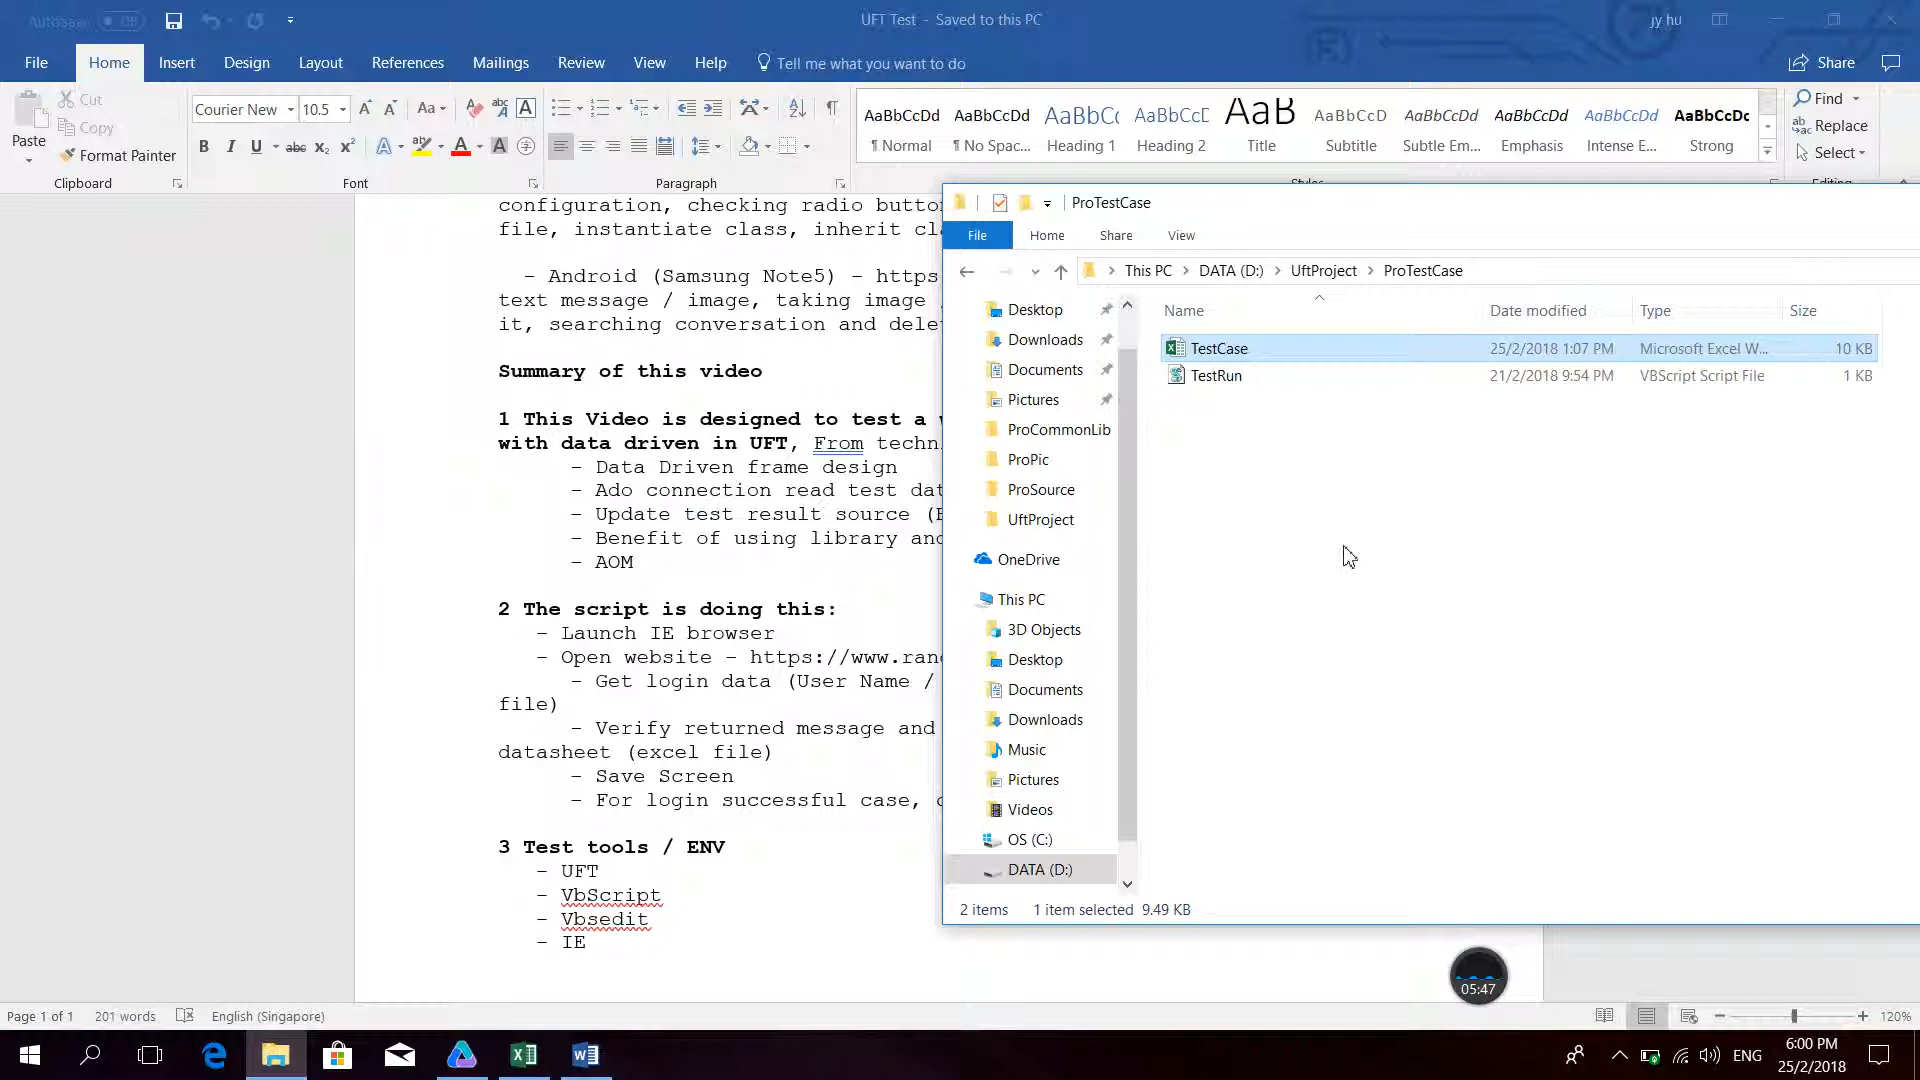 AutoSave Off
UFT Test - Saved to this PC
jy hu
File Home Insert Design Layout References Mailings Review View Help Tell me what you want to do
Share
Paste
Cut
Copy
Format Painter
Courier New 10.5
AaBbCcDd AaBbCcDd AaBbCc AaBbCcD AaB AaBbCcD AaBbCcDd AaBbCcDd AaBbCcDd AaBbCcDc
¶ Normal ¶ No Spac... Heading 1 Heading 2 Title Subtitle Subtle Em... Emphasis Intense E... Strong
Find
Replace
Select
Clipboard Font Paragraph Styles Editing
configuration, checking radio button
file, instantiate class, inherit cla
- Android (Samsung Note5) - https
text message / image, taking image
it, searching conversation and dele
Summary of this video
1 This Video is designed to test a
with data driven in UFT, From techn
- Data Driven frame design
- Ado connection read test dat
- Update test result source (E
- Benefit of using library and
- AOM
2 The script is doing this:
- Launch IE browser
- Open website - https://www.rand
- Get login data (User Name /
file)
- Verify returned message and
datasheet (excel file)
- Save Screen
- For login successful case,
3 Test tools / ENV
- UFT
- VbScript
- Vbsedit
- IE
ProTestCase
File Home Share View
This PC > DATA (D:) > UftProject > ProTestCase
Desktop
Downloads
Documents
Pictures
ProCommonLib
ProPic
ProSource
UftProject
OneDrive
This PC
3D Objects
Desktop
Documents
Downloads
Music
Pictures
Videos
OS (C:)
DATA (D:)
Name Date modified Type Size
TestCase 25/2/2018 1:07 PM Microsoft Excel W... 10 KB
TestRun 21/2/2018 9:54 PM VBScript Script File 1 KB
2 items 1 item selected 9.49 KB
05:47
Page 1 of 1 201 words English (Singapore)
120%
ENG
6:00 PM
25/2/2018